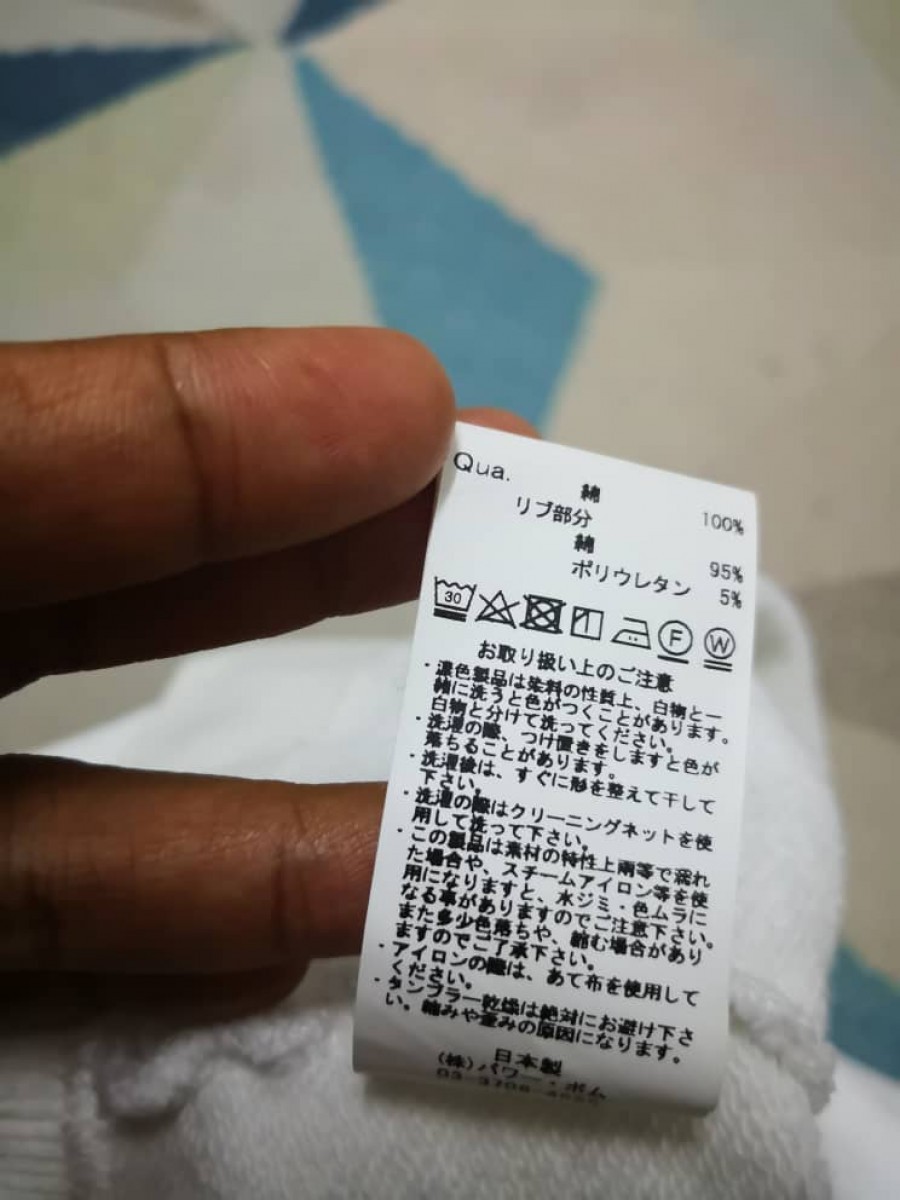 Qua.
綿 100%
リブ部分
綿 95%
ポリウレタン 5%
30
F W
お取り扱い上のご注意
・濃色製品は染料の性質上、白物と一
緒に洗うと色がつくことがあります。
白物と分けて洗ってください。
・洗濯の際、つけ置きをしますと色が
落ちることがあります。
・洗濯後は、すぐに形を整えて干して
下さい。
・洗濯の際はクリーニングネットを使
用して洗って下さい。
・この製品は素材の特性上雨等で濡れ
た場合や、スチームアイロン等を使
用になりますと、水ジミ・色ムラに
なる事がありますのでご注意下さい。
また多少色落ちや、縮む場合があり
ますのでご了承下さい。
・アイロンの際は、あて布を使用して
ください。
・タンブラー乾燥は絶対にお避け下さ
い。縮みや歪みの原因になります。
日本製
(株)パワー・ボム